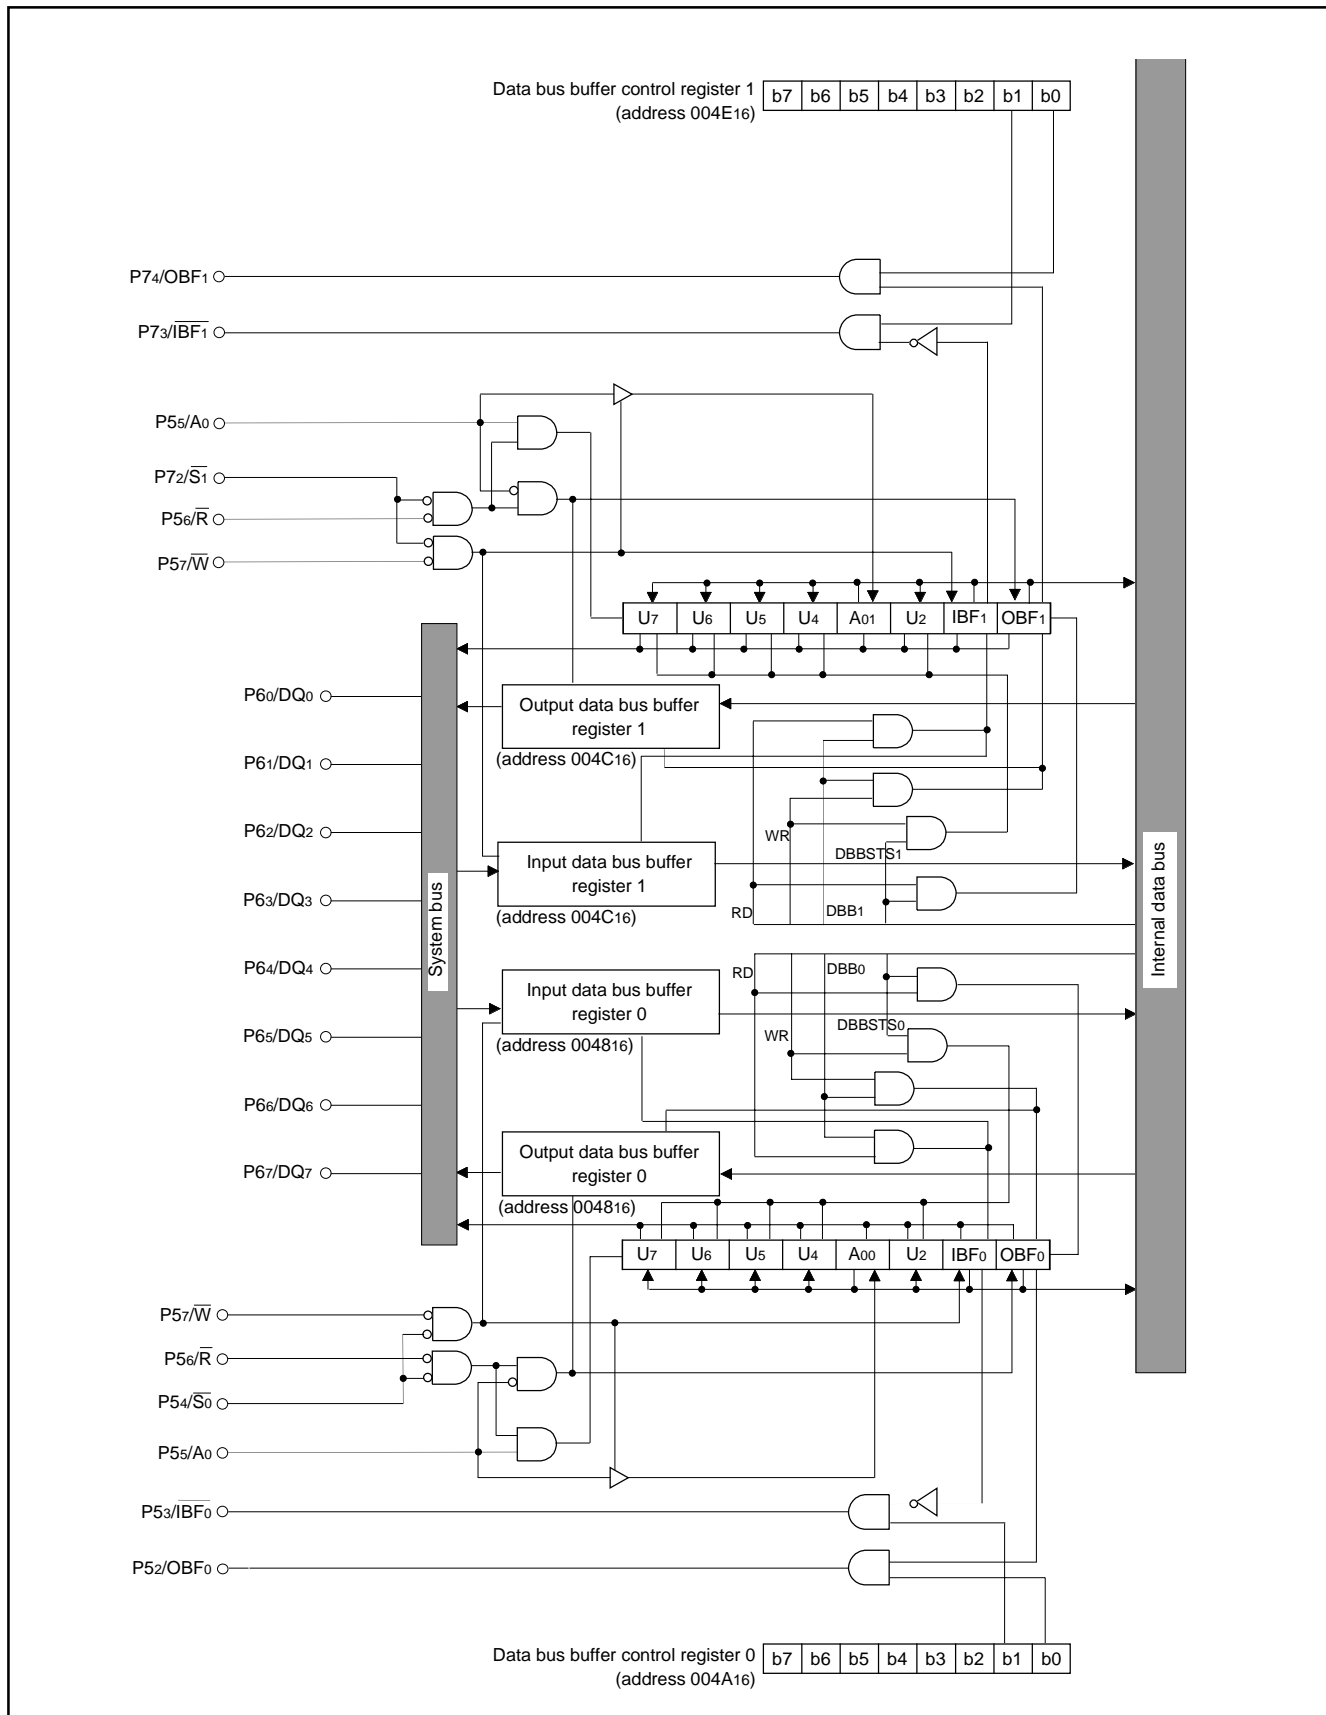 Data bus buffer control register 1 b7 b6 b5 b4 b3 b2 b1 b0
(address 004E16)
P74/OBF1
P73/IBF1
P55/A0
P72/S1
P56/R
P57/W
U7 U6 U5 U4 A01 U2 IBF1 OBF1
P60/DQ0
Output data bus buffer
register 1
(address 004C16)
P61/DQ1
P62/DQ2
WR
DBBSTS1
Input data bus buffer
register 1
(address 004C16)
P63/DQ3
RD
DBB1
System bus
Internal data bus
P64/DQ4
RD
DBB0
Input data bus buffer
register 0
(address 004816)
P65/DQ5
WR
DBBSTS0
P66/DQ6
Output data bus buffer
register 0
(address 004816)
P67/DQ7
U7 U6 U5 U4 A00 U2 IBF0 OBF0
P57/W
P56/R
P54/S0
P55/A0
P53/IBF0
P52/OBF0
Data bus buffer control register 0 b7 b6 b5 b4 b3 b2 b1 b0
(address 004A16)